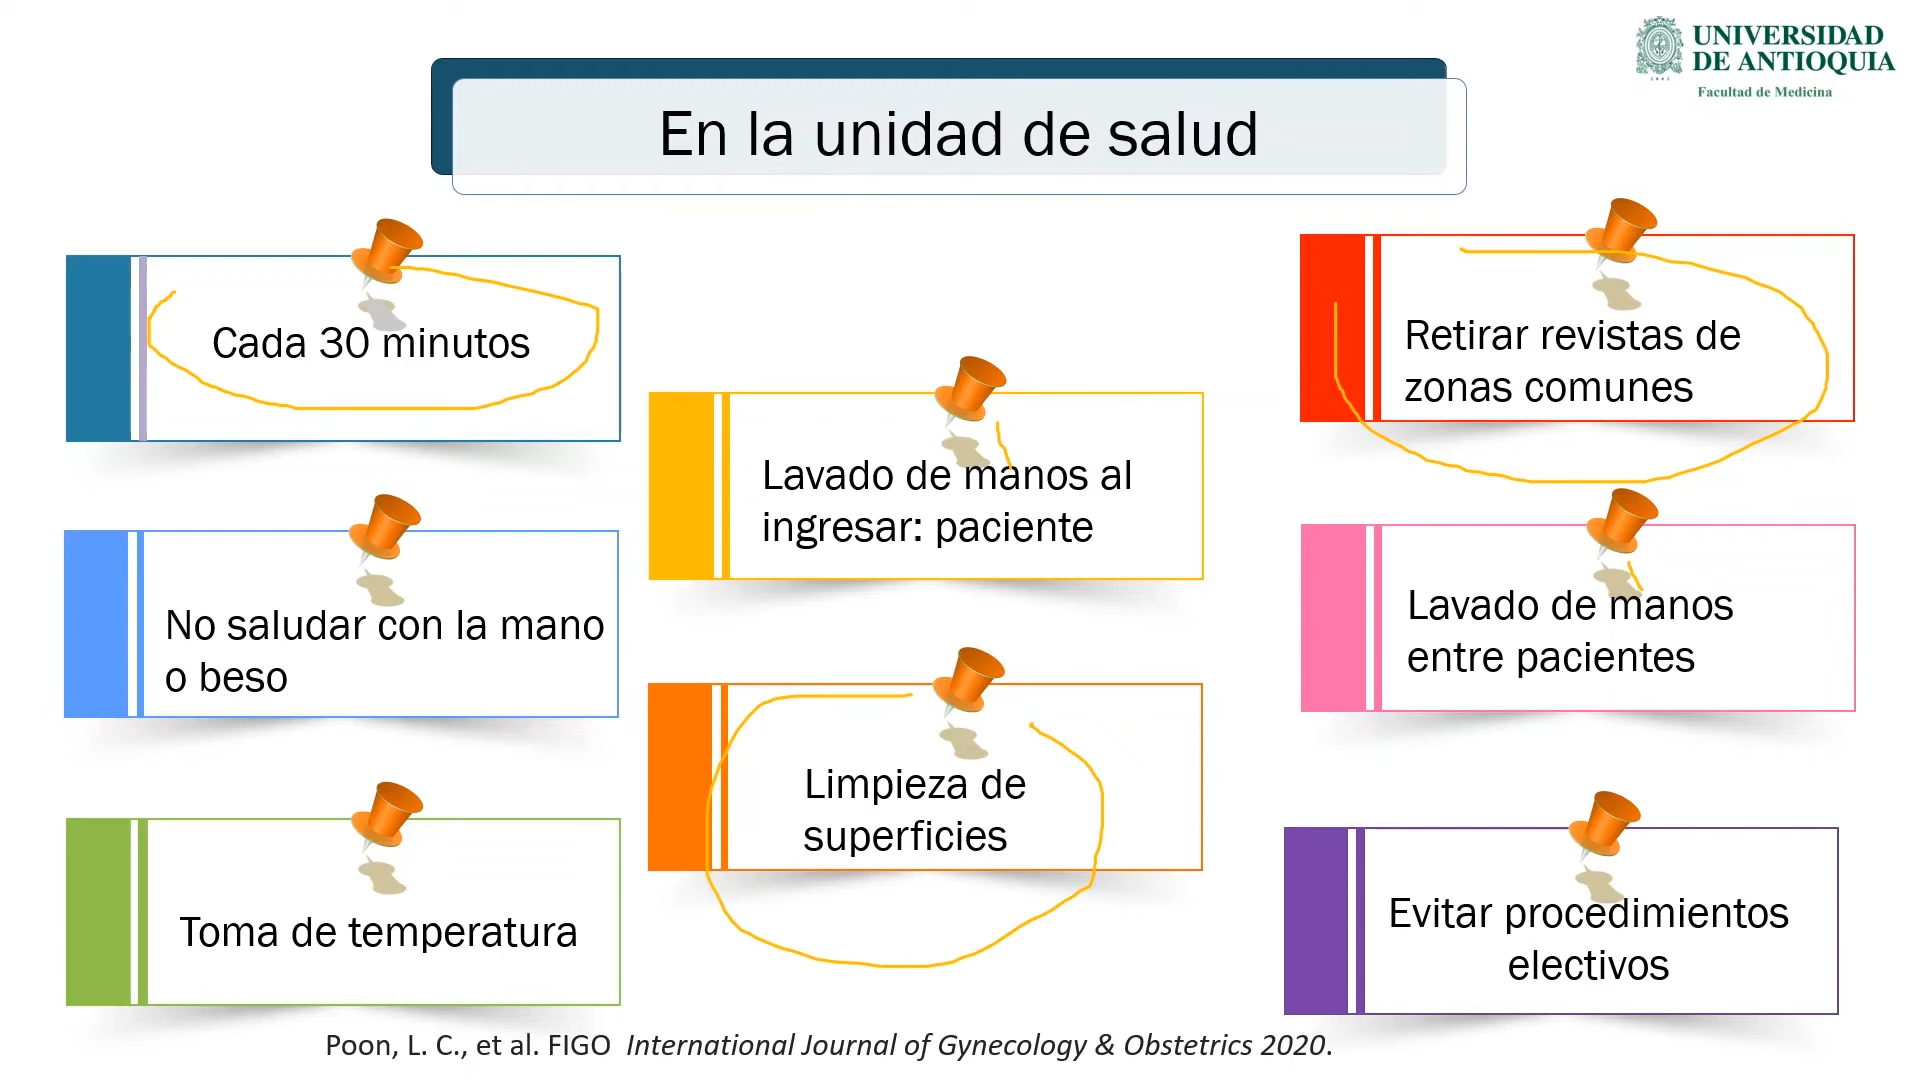 UNIVERSIDAD
DE ANTIOQUIA
1803
Facultad de Medicina
En la unidad de salud
Cada 30 minutos
No saludar con la mano
o beso
Toma de temperatura
Lavado de manos al
ingresar: paciente
Limpieza de
superficies
Retirar revistas de
zonas comunes
Lavado de manos
entre pacientes
Evitar procedimientos
electivos
Poon, L. C., et al. FIGO International Journal of Gynecology & Obstetrics 2020.